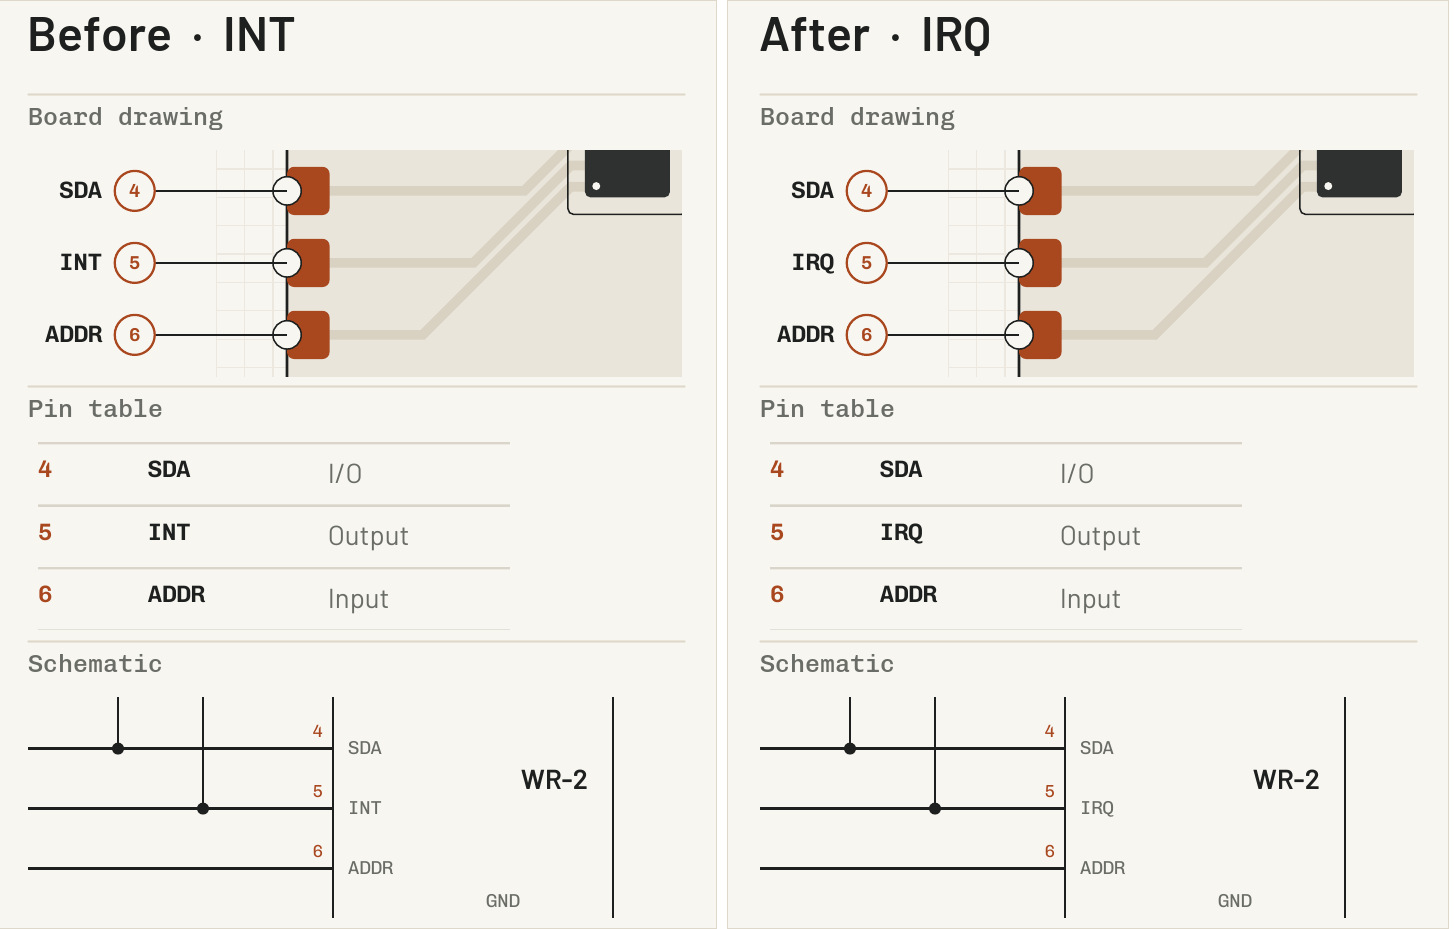 Before · INT
Board drawing
SDA 4
INT 5
ADDR 6
Pin table
4 SDA I/O
5 INT Output
6 ADDR Input
Schematic
4
SDA
WR-2
5
INT
6
ADDR
GND
After · IRQ
Board drawing
SDA 4
IRQ 5
ADDR 6
Pin table
4 SDA I/O
5 IRQ Output
6 ADDR Input
Schematic
4
SDA
WR-2
5
IRQ
6
ADDR
GND